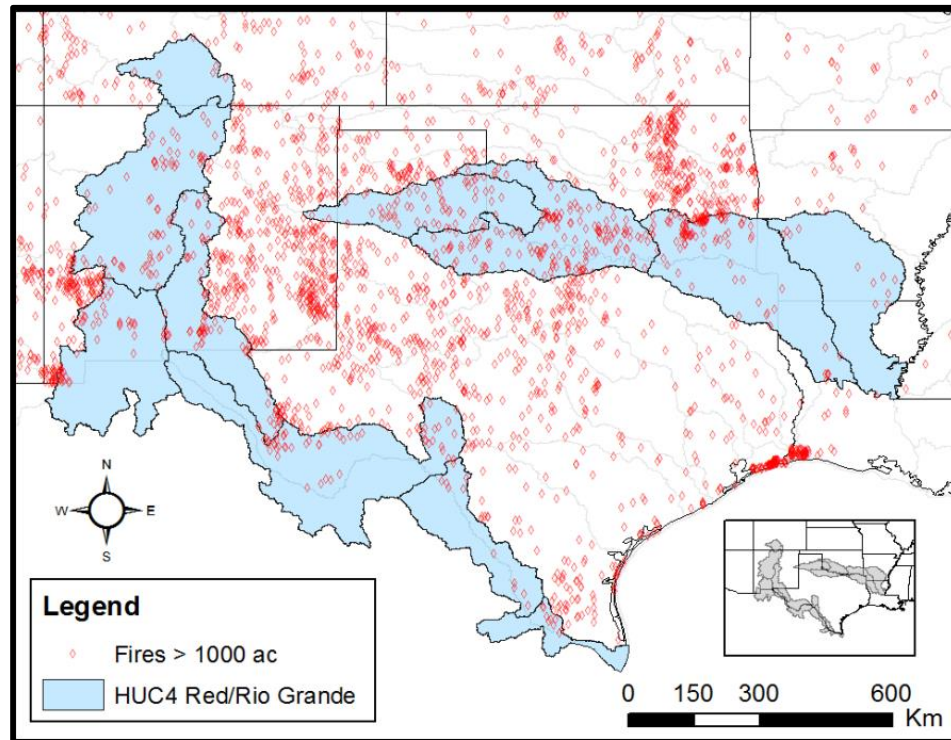 N
W E
S
Legend
Fires > 1000 ac
HUC4 Red/Rio Grande
0 150 300 600
Km